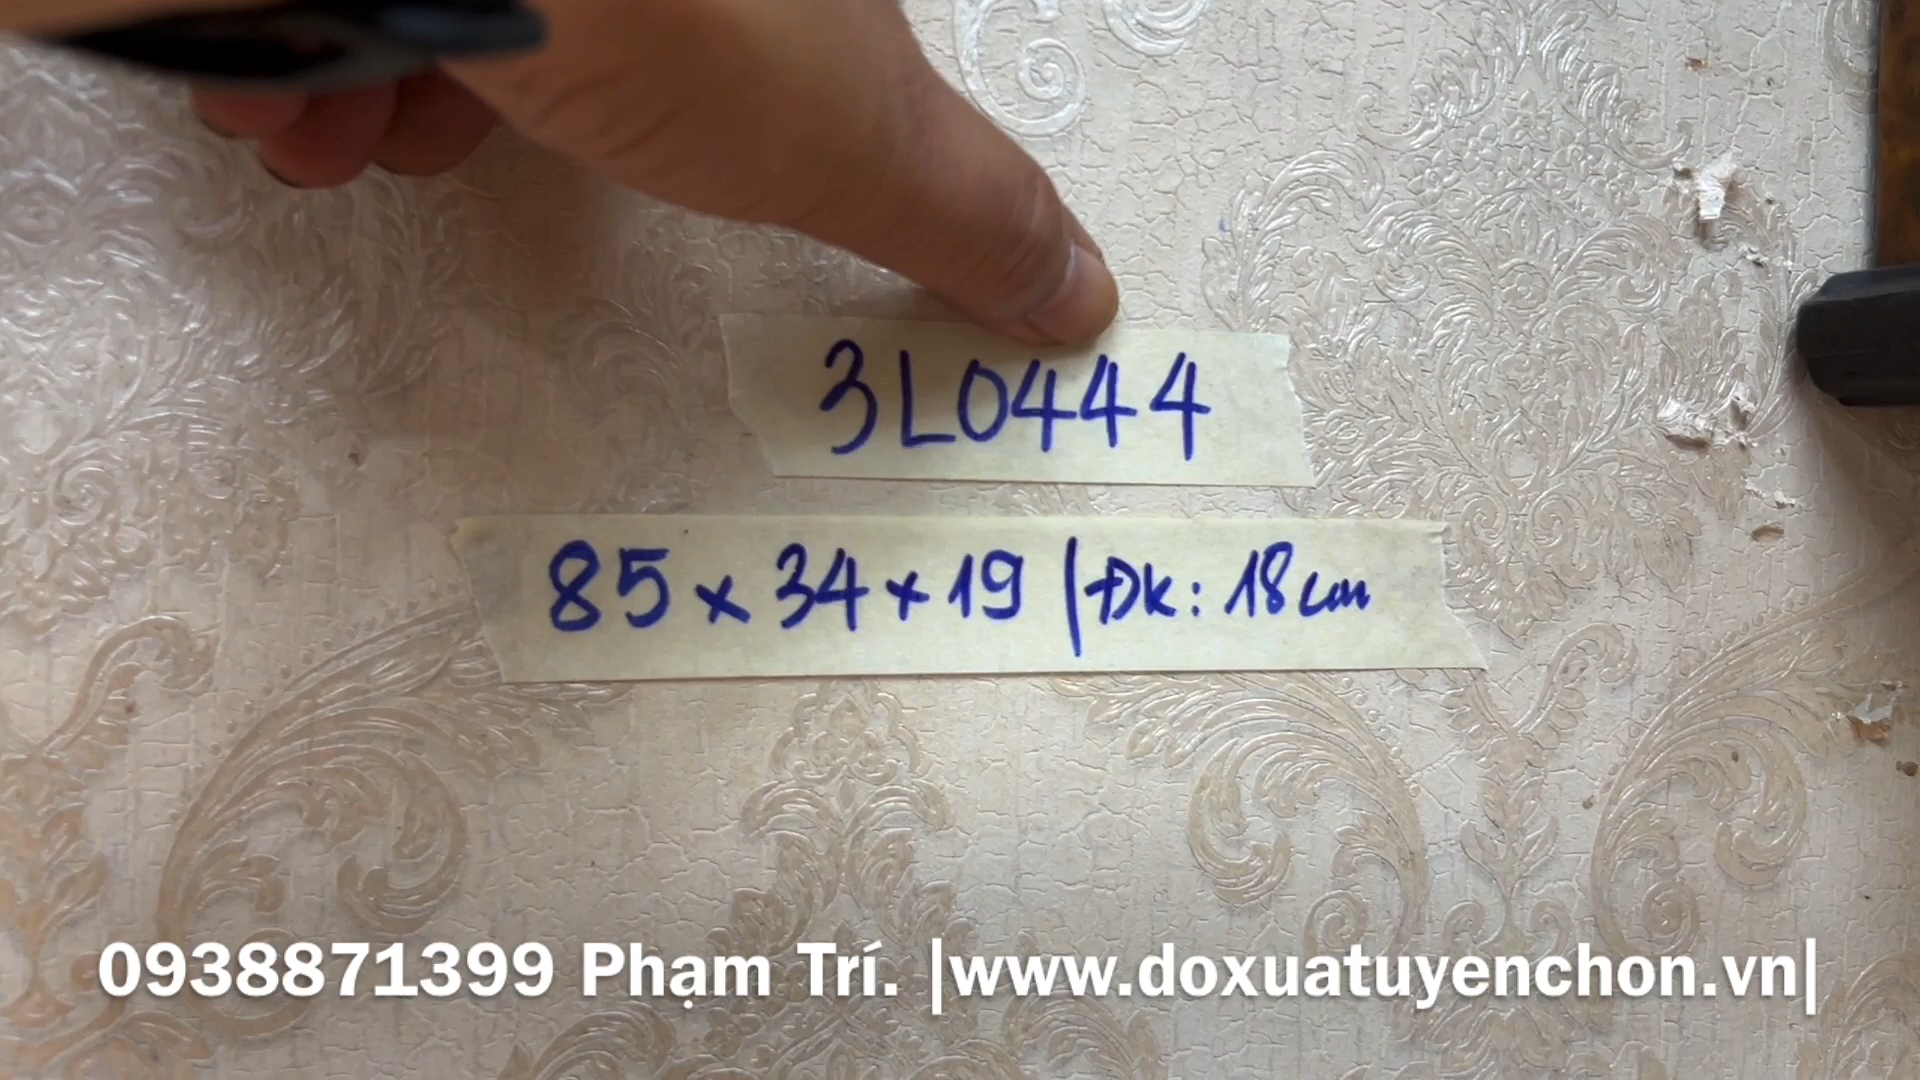 3L0444
85 x 34 x 19 | ĐK: 18cm
0938871399 Phạm Trí. |www.doxuatuyenchon.vn|